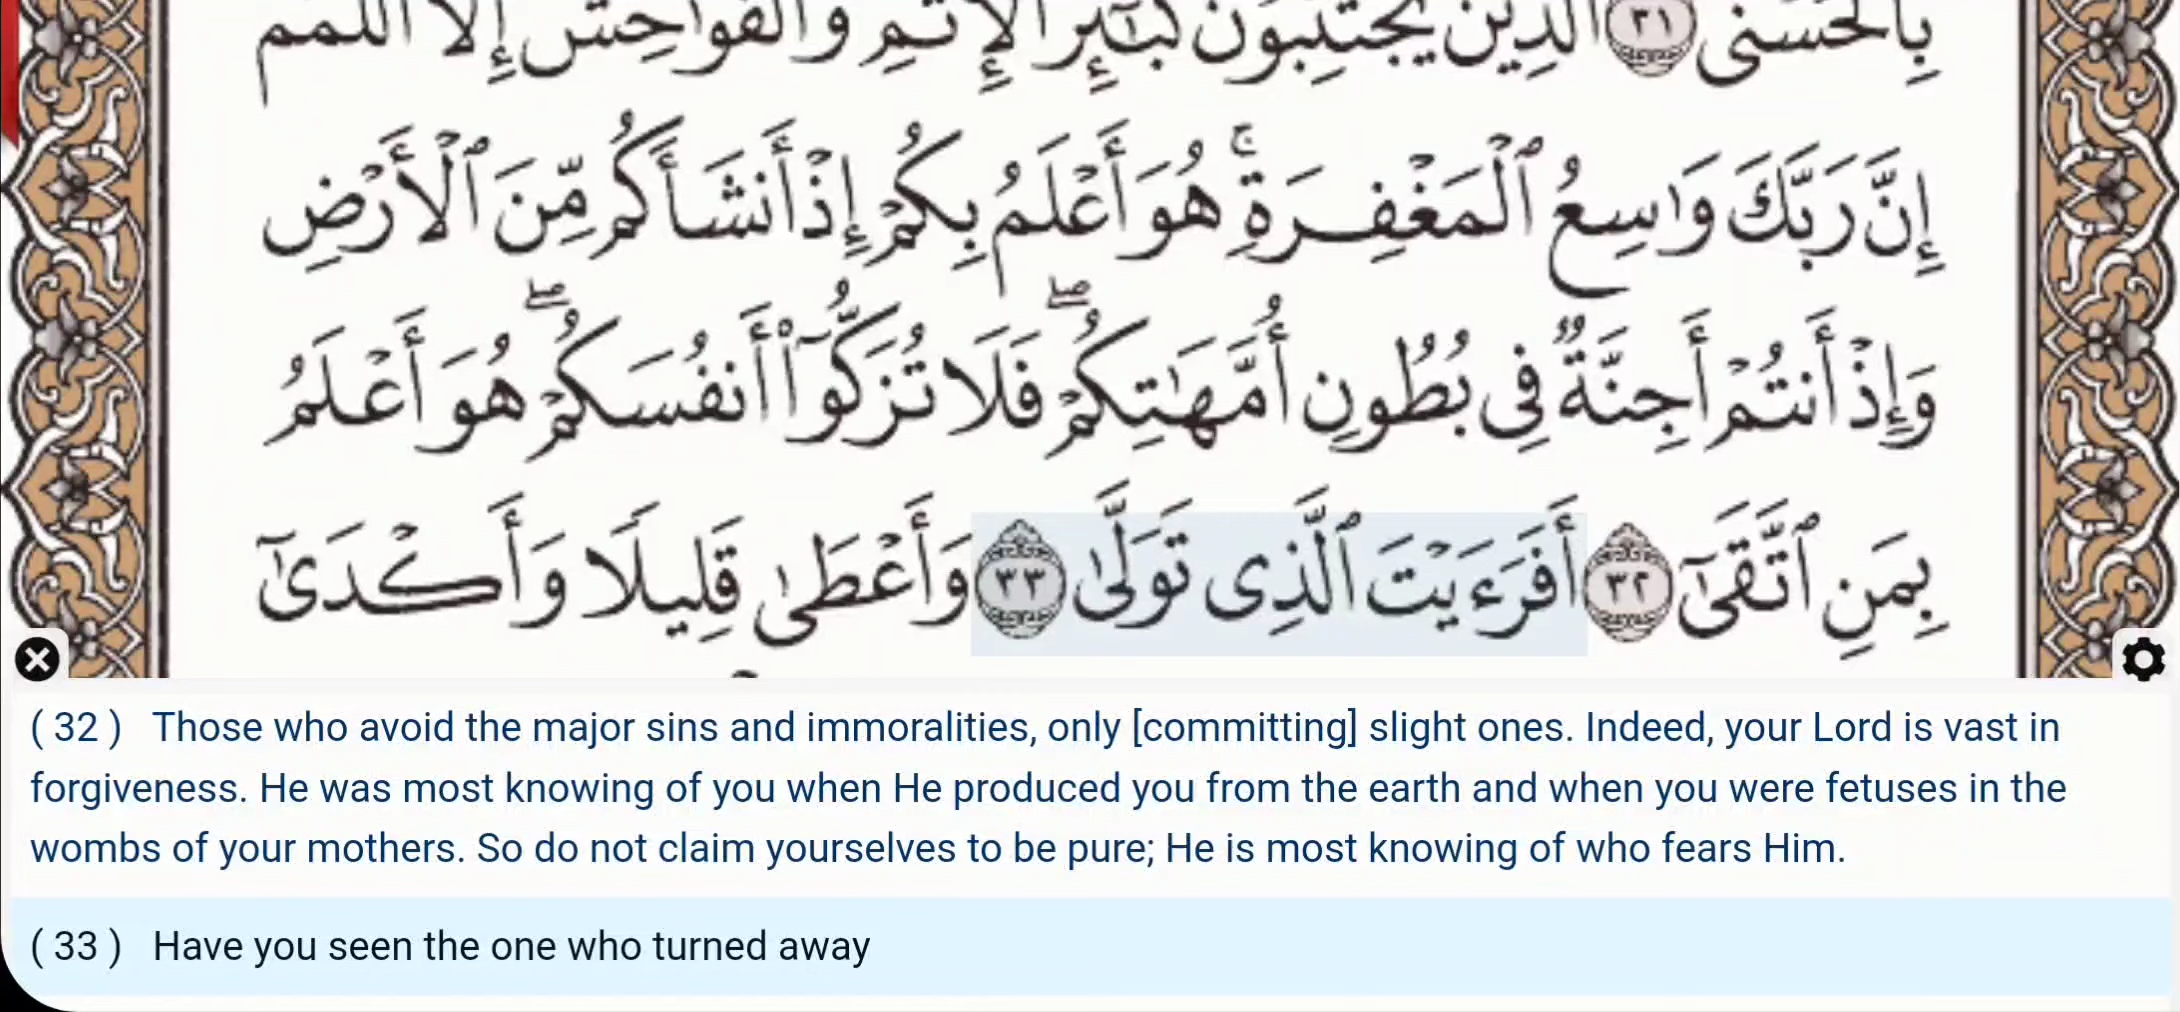 بِٱلْحُسْنَى ٣١ ٱلَّذِينَ يَجْتَنِبُونَ كَبَٰٓئِرَ ٱلْإِثْمِ وَٱلْفَوَٰحِشَ إِلَّا ٱللَّمَمَ
إِنَّ رَبَّكَ وَٰسِعُ ٱلْمَغْفِرَةِ ۚ هُوَ أَعْلَمُ بِكُمْ إِذْ أَنشَأَكُم مِّنَ ٱلْأَرْضِ
وَإِذْ أَنتُمْ أَجِنَّةٌ فِى بُطُونِ أُمَّهَٰتِكُمْ ۖ فَلَا تُزَكُّوٓا۟ أَنفُسَكُمْ ۖ هُوَ أَعْلَمُ
بِمَنِ ٱتَّقَىٰٓ ٣٢ أَفَرَءَيْتَ ٱلَّذِى تَوَلَّىٰ ٣٣ وَأَعْطَىٰ قَلِيلًا وَأَكْدَىٰٓ
( 32 ) Those who avoid the major sins and immoralities, only [committing] slight ones. Indeed, your Lord is vast in
forgiveness. He was most knowing of you when He produced you from the earth and when you were fetuses in the
wombs of your mothers. So do not claim yourselves to be pure; He is most knowing of who fears Him.
( 33 ) Have you seen the one who turned away